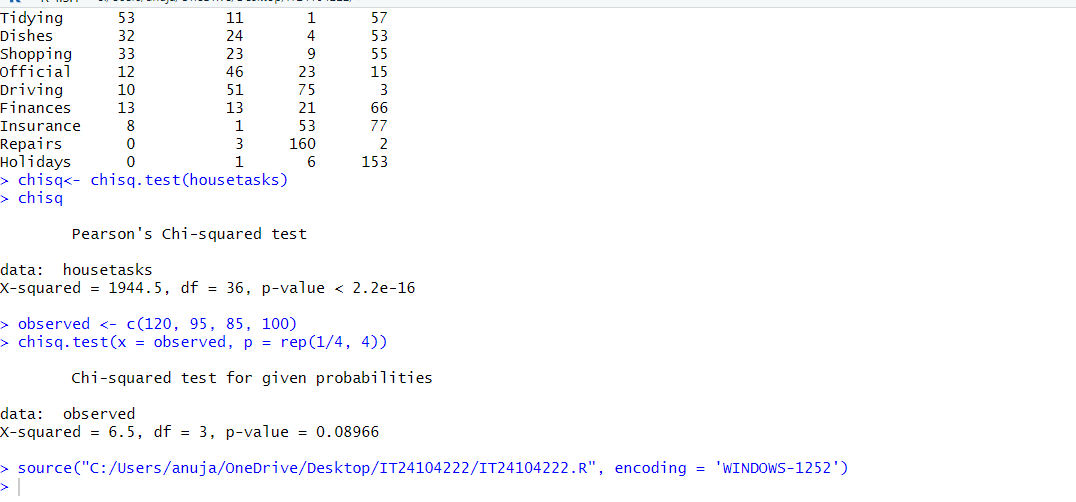 Tidying 53 11 1 57
Dishes 32 24 4 53
Shopping 33 23 9 55
Official 12 46 23 15
Driving 10 51 75 3
Finances 13 13 21 66
Insurance 8 1 53 77
Repairs 0 3 160 2
Holidays 0 1 6 153
> chisq<- chisq.test(housetasks)
> chisq
Pearson's Chi-squared test
data: housetasks
X-squared = 1944.5, df = 36, p-value < 2.2e-16
> observed <- c(120, 95, 85, 100)
> chisq.test(x = observed, p = rep(1/4, 4))
Chi-squared test for given probabilities
data: observed
X-squared = 6.5, df = 3, p-value = 0.08966
> source("C:/Users/anuja/OneDrive/Desktop/IT24104222/IT24104222.R", encoding = 'WINDOWS-1252')
>